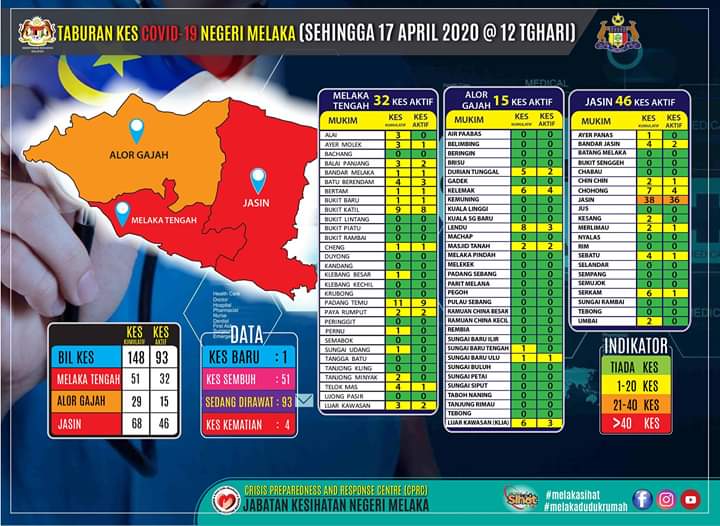 TABURAN KES COVID-19 NEGERI MELAKA (SEHINGGA 17 APRIL 2020 @ 12 TGHARI)
ALOR GAJAH
JASIN
MELAKA TENGAH
MELAKA TENGAH 32 KES AKTIF
MUKIM KES KUMULATIF KES AKTIF
ALAI 3 0
AYER MOLEK 3 1
BACHANG 0 0
BALAI PANJANG 3 2
BANDAR MELAKA 1 1
BATU BERENDAM 4 3
BERTAM 1 1
BUKIT BARU 1 1
BUKIT KATIL 9 8
BUKIT LINTANG 0 0
BUKIT PIATU 0 0
BUKIT RAMBAI 0 0
CHENG 1 1
DUYONG 0 0
KANDANG 0 0
KLEBANG BESAR 1 0
KLEBANG KECHIL 0 0
KRUBONG 0 0
PADANG TEMU 11 9
PAYA RUMPUT 2 2
PERINGGIT 0 0
PERNU 1 0
SEMABOK 0 0
SUNGAI UDANG 1 0
TANGGA BATU 0 0
TANJONG KLING 0 0
TANJONG MINYAK 2 0
TELOK MAS 4 1
UJONG PASIR 0 0
LUAR KAWASAN 3 2
ALOR GAJAH 15 KES AKTIF
MUKIM KES KUMULATIF KES AKTIF
AIR PAABAS 0 0
BELIMBING 0 0
BERINGIN 0 0
BRISU 0 0
DURIAN TUNGGAL 5 2
GADEK 0 0
KELEMAK 6 4
KEMUNING 0 0
KUALA LINGGI 0 0
KUALA SG BARU 0 0
LENDU 8 3
MACHAP 0 0
MASJID TANAH 2 2
MELAKA PINDAH 0 0
MELEKEK 0 0
PADANG SEBANG 0 0
PARIT MELANA 0 0
PEGOH 0 0
PULAU SEBANG 0 0
RAMUAN CHINA BESAR 0 0
RAMUAN CHINA KECIL 0 0
REMBIA 0 0
SUNGAI BARU ILIR 0 0
SUNGAI BARU TENGAH 1 0
SUNGAI BARU ULU 1 1
SUNGAI BULUH 0 0
SUNGAI PETAI 0 0
SUNGAI SIPUT 0 0
TABOH NANING 0 0
TANJUNG RIMAU 0 0
TEBONG 0 0
LUAR KAWASAN (KLIA) 6 3
JASIN 46 KES AKTIF
MUKIM KES KUMULATIF KES AKTIF
AYER PANAS 1 0
BANDAR JASIN 4 2
BATANG MELAKA 0 0
BUKIT SENGGEH 0 0
CHABAU 0 0
CHIN CHIN 2 1
CHOHONG 7 4
JASIN 38 36
JUS 0 0
KESANG 2 0
MERLIMAU 2 1
NYALAS 0 0
RIM 0 0
SEBATU 4 1
SELANDAR 0 0
SEMPANG 0 0
SEMUJOK 0 0
SERKAM 6 1
SUNGAI RAMBAI 0 0
TEBONG 0 0
UMBAI 2 0
Health Care
Doctor
Hospital
Pharmacist
Nurse
KES KUMULATIF KES AKTIF
BIL KES 148 93
MELAKA TENGAH 51 32
ALOR GAJAH 29 15
JASIN 68 46
DATA
KES BARU : 1
KES SEMBUH : 51
SEDANG DIRAWAT : 93
KES KEMATIAN : 4
INDIKATOR
TIADA KES
1-20 KES
21-40 KES
>40 KES
CRISIS PREPAREDNESS AND RESPONSE CENTRE (CPRC)
JABATAN KESIHATAN NEGERI MELAKA
Sihat
#melakasihat
#melakadudukrumah